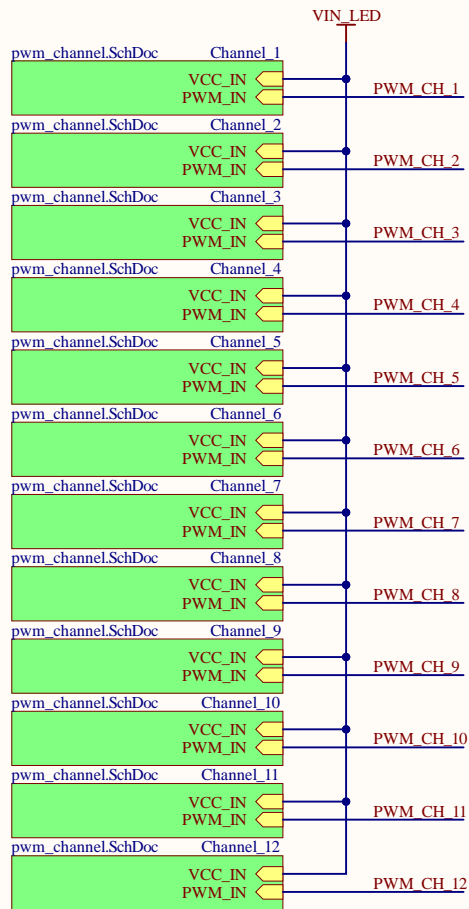 VIN_LED
pwm_channel.SchDoc Channel_1
VCC_IN
PWM_IN PWM_CH_1
pwm_channel.SchDoc Channel_2
VCC_IN
PWM_IN PWM_CH_2
pwm_channel.SchDoc Channel_3
VCC_IN
PWM_IN PWM_CH_3
pwm_channel.SchDoc Channel_4
VCC_IN
PWM_IN PWM_CH_4
pwm_channel.SchDoc Channel_5
VCC_IN
PWM_IN PWM_CH_5
pwm_channel.SchDoc Channel_6
VCC_IN
PWM_IN PWM_CH_6
pwm_channel.SchDoc Channel_7
VCC_IN
PWM_IN PWM_CH_7
pwm_channel.SchDoc Channel_8
VCC_IN
PWM_IN PWM_CH_8
pwm_channel.SchDoc Channel_9
VCC_IN
PWM_IN PWM_CH_9
pwm_channel.SchDoc Channel_10
VCC_IN
PWM_IN PWM_CH_10
pwm_channel.SchDoc Channel_11
VCC_IN
PWM_IN PWM_CH_11
pwm_channel.SchDoc Channel_12
VCC_IN
PWM_IN PWM_CH_12